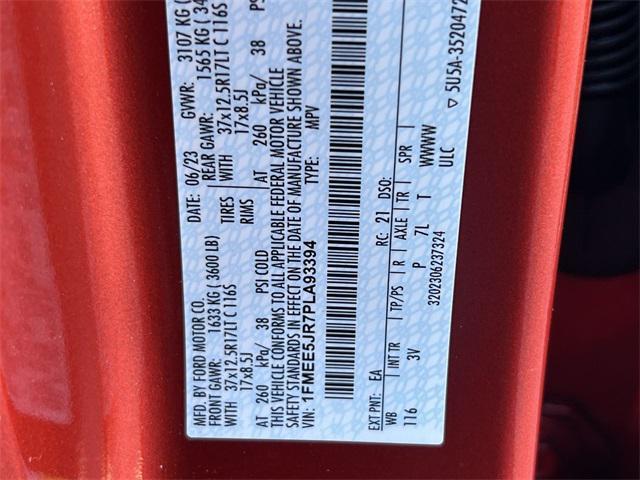 MFD. BY FORD MOTOR CO. DATE: 06/23 GVWR: 3107 KG (
FRONT GAWR: 1633 KG ( 3600 LB) REAR GAWR: 1565 KG ( 34
WITH 37x12.5R17LT C 116S TIRES WITH 37x12.5R17LT C 116S
17x8.5J RIMS 17x8.5J
AT 260 kPa/ 38 PSI COLD AT 260 kPa/ 38 PS
THIS VEHICLE CONFORMS TO ALL APPLICABLE FEDERAL MOTOR VEHICLE
SAFETY STANDARDS IN EFFECT ON THE DATE OF MANUFACTURE SHOWN ABOVE.
VIN: 1FMEE5JR7PLA93394 TYPE: MPV
EXT PNT: EA RC: 21 DSO:
WB INT TR TP/PS R AXLE TR SPR
116 3V P 7L T WWWW
3202306237324 ULC
▽ 5U5A-3520472